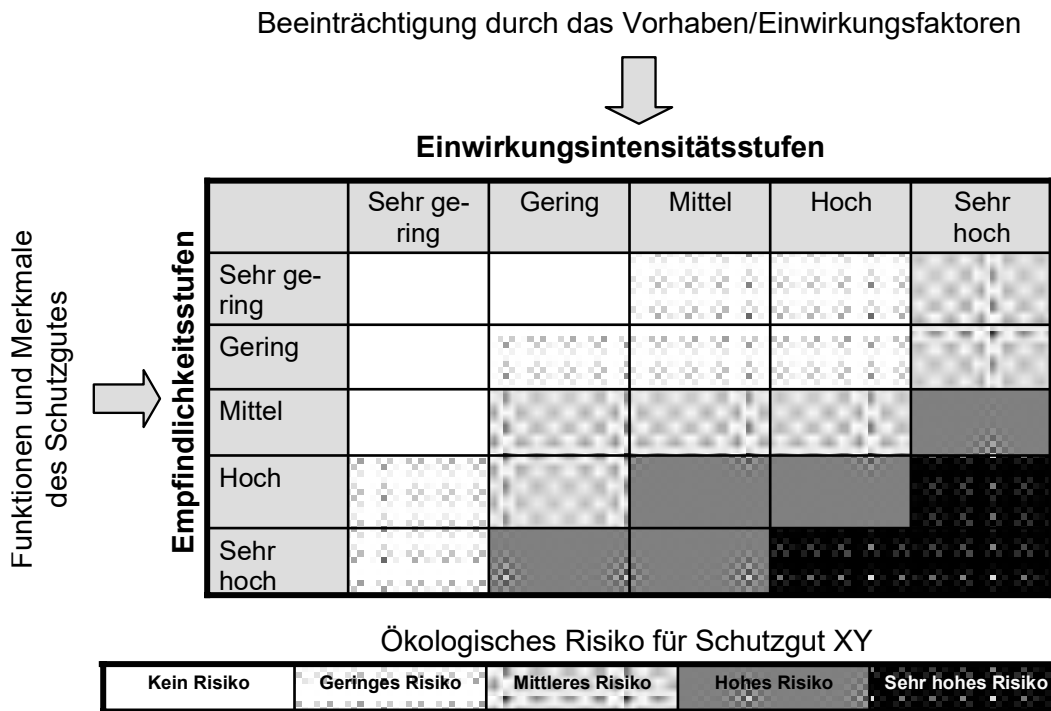 Beeinträchtigung durch das Vorhaben/Einwirkungsfaktoren
Einwirkungsintensitätsstufen
Funktionen und Merkmale
des Schutzgutes
Empfindlichkeitsstufen
Sehr ge-
ring
Gering
Mittel
Hoch
Sehr
hoch
Sehr ge-
ring
Gering
Mittel
Hoch
Sehr
hoch
Ökologisches Risiko für Schutzgut XY
Kein Risiko
Geringes Risiko
Mittleres Risiko
Hohes Risiko
Sehr hohes Risiko